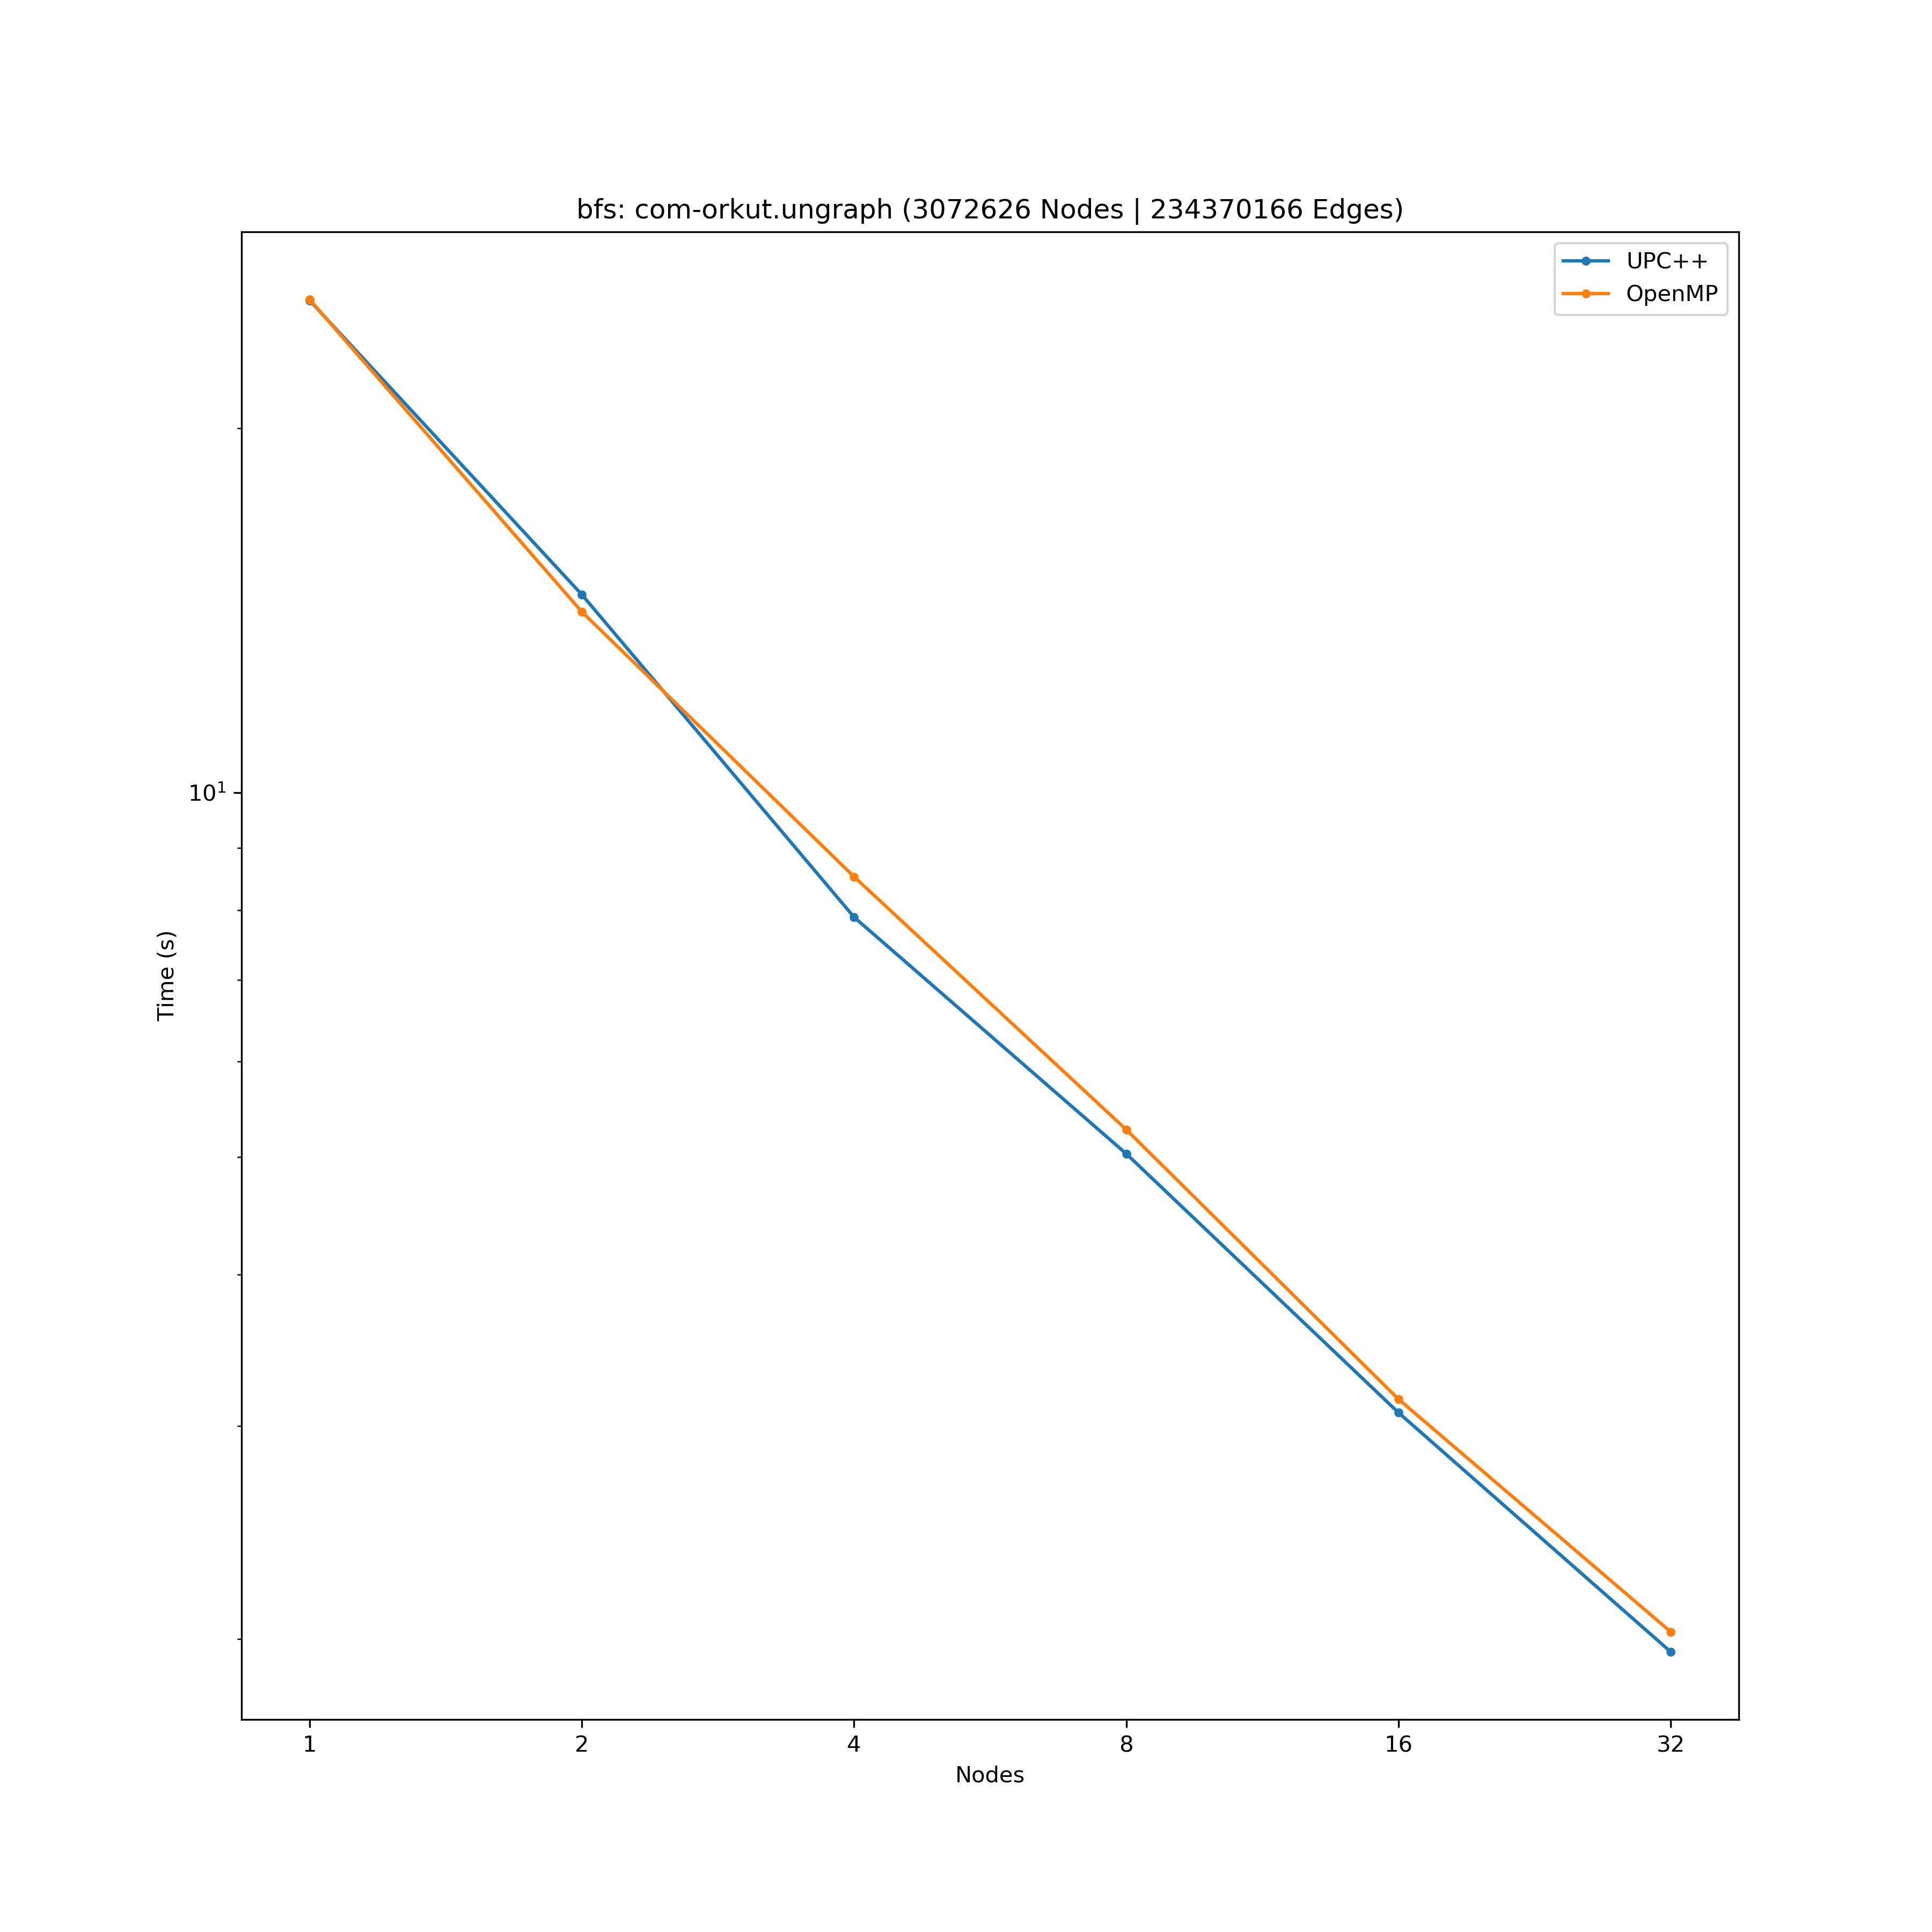 bfs: com-orkut.ungraph (3072626 Nodes | 234370166 Edges)
UPC++
OpenMP
10¹
Time (s)
1 2 4 8 16 32
Nodes